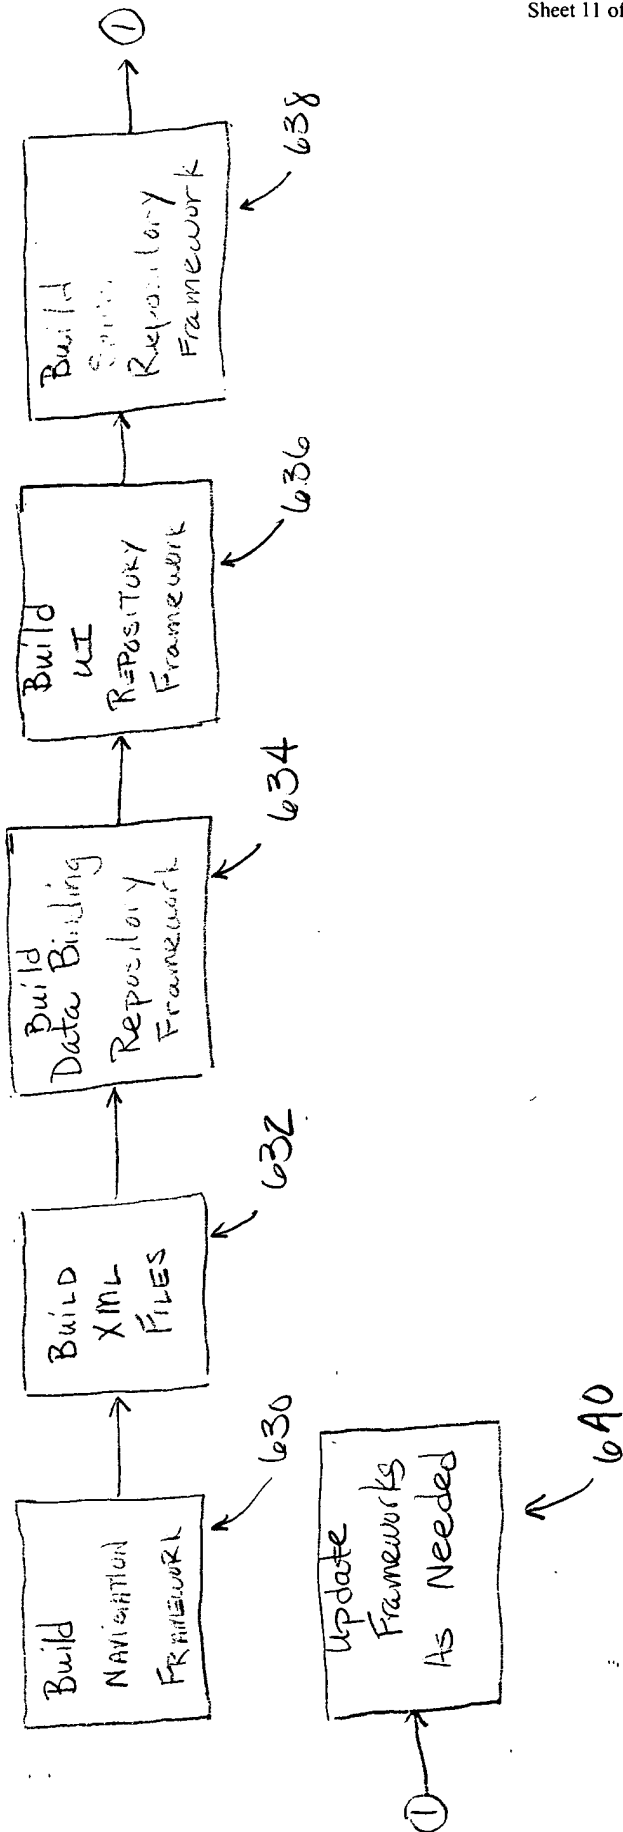 Sheet 11 of
Build
NAVIGATION
FRAMEWORK
630
BUILD
XML
FILES
632
Build
Data Binding
Repository
Framework
634
Build
UI
REPOSITORY
Framework
636
Build
Repository
Framework
638
1
1
Update
Frameworks
As Needed
640